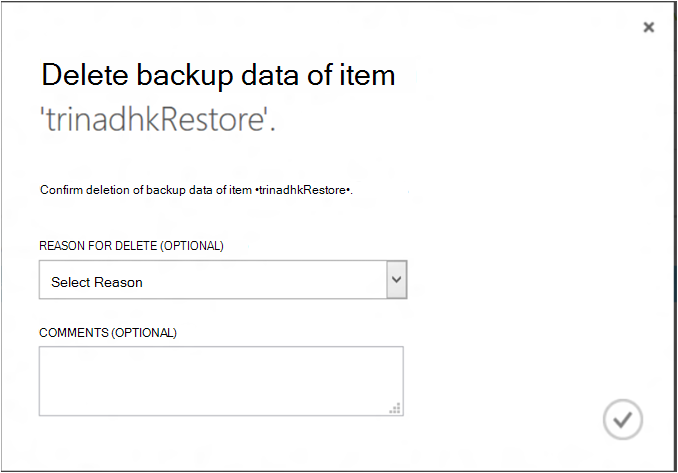 Delete backup data of item
'trinadhkRestore'.
Confirm deletion of backup data of item •trinadhkRestore•.
REASON FOR DELETE (OPTIONAL)
Select Reason
COMMENTS (OPTIONAL)